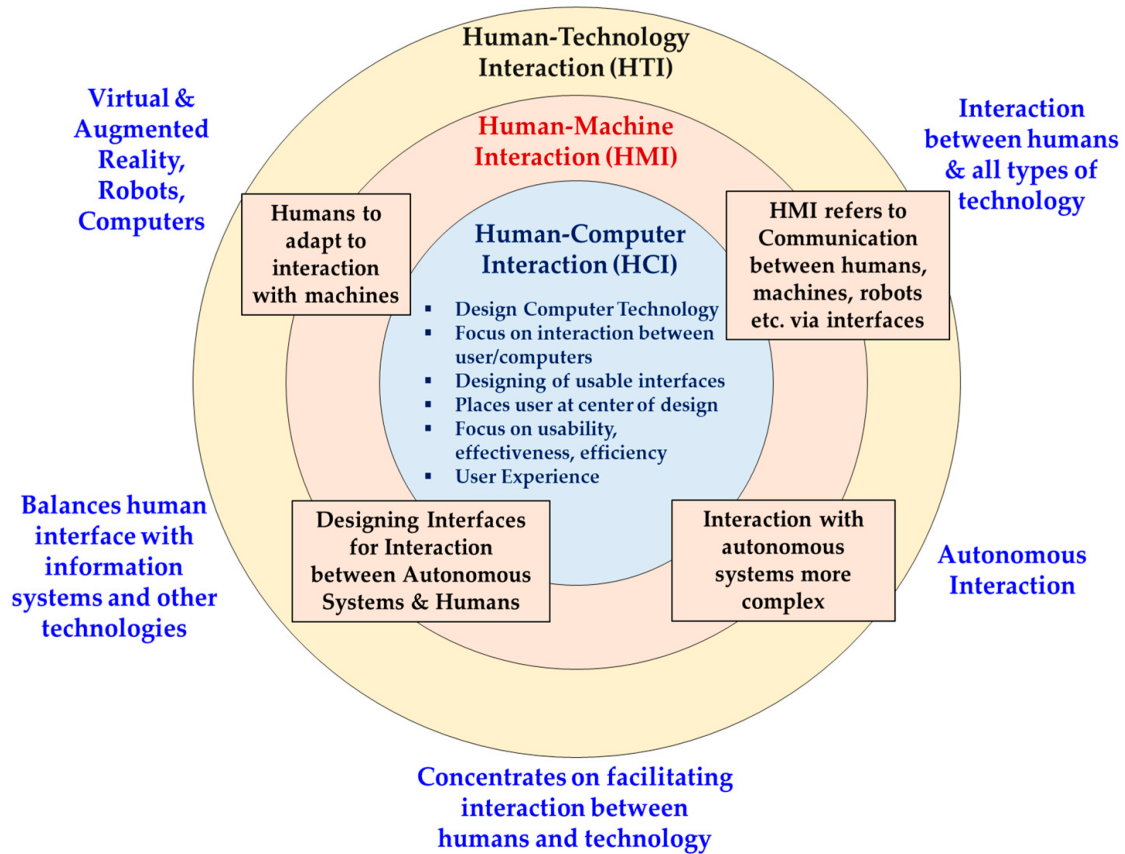 Human-Technology
Interaction (HTI)
Virtual &
Augmented
Reality,
Robots,
Computers
Interaction
between humans
& all types of
technology
Human-Machine
Interaction (HMI)
Humans to
adapt to
interaction
with machines
HMI refers to
Communication
between humans,
machines, robots
etc. via interfaces
Human-Computer
Interaction (HCI)
▪ Design Computer Technology
▪ Focus on interaction between
user/computers
▪ Designing of usable interfaces
▪ Places user at center of design
▪ Focus on usability,
effectiveness, efficiency
▪ User Experience
Balances human
interface with
information
systems and other
technologies
Designing Interfaces
for Interaction
between Autonomous
Systems & Humans
Interaction with
autonomous
systems more
complex
Autonomous
Interaction
Concentrates on facilitating
interaction between
humans and technology